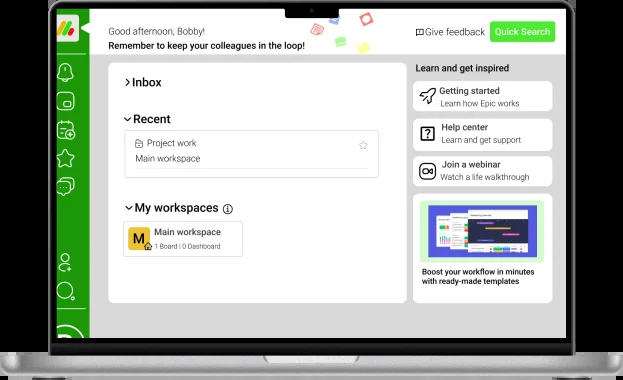 Good afternoon, Bobby!
Remember to keep your colleagues in the loop!
Give feedback
Quick Search
Inbox
Recent
Project work
Main workspace
My workspaces
M
Main workspace
1 Board | 0 Dashboard
Learn and get inspired
Getting started
Learn how Epic works
Help center
Learn and get support
Join a webinar
Watch a life walkthrough
Boost your workflow in minutes
with ready-made templates